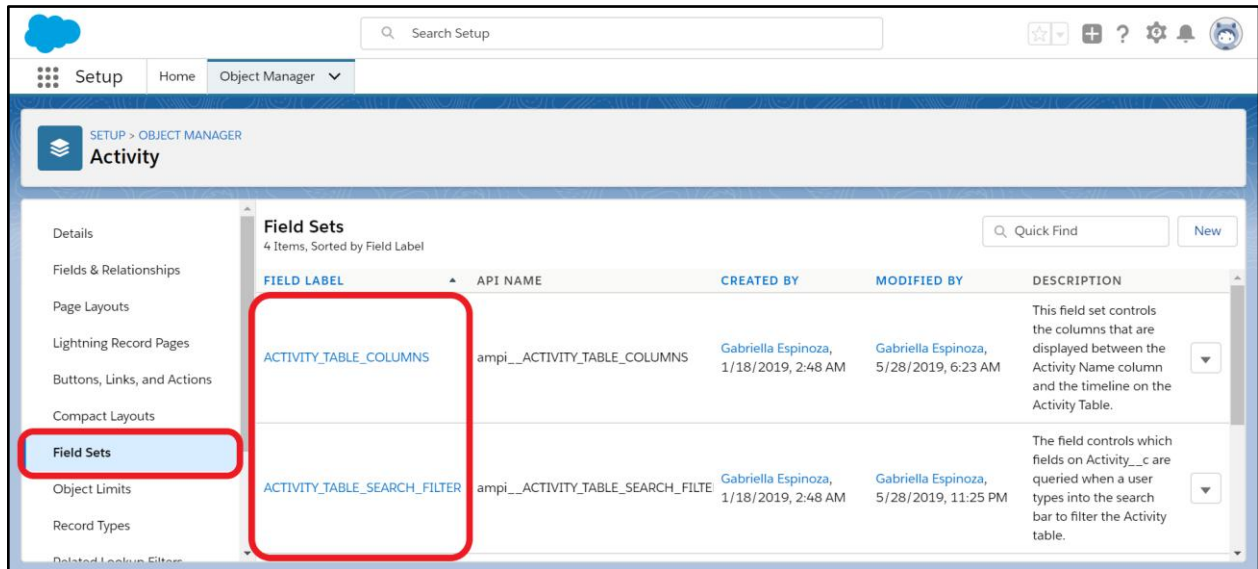 Search Setup
Setup
Home
Object Manager
SETUP > OBJECT MANAGER
Activity
Details
Fields & Relationships
Page Layouts
Lightning Record Pages
Buttons, Links, and Actions
Compact Layouts
Field Sets
Object Limits
Record Types
Related Lookup Filters
Field Sets
4 Items, Sorted by Field Label
Quick Find
New
FIELD LABEL
API NAME
CREATED BY
MODIFIED BY
DESCRIPTION
ACTIVITY_TABLE_COLUMNS
ampi__ACTIVITY_TABLE_COLUMNS
Gabriella Espinoza,
1/18/2019, 2:48 AM
Gabriella Espinoza,
5/28/2019, 6:23 AM
This field set controls
the columns that are
displayed between the
Activity Name column
and the timeline on the
Activity Table.
ACTIVITY_TABLE_SEARCH_FILTER
ampi__ACTIVITY_TABLE_SEARCH_FILTE
Gabriella Espinoza,
1/18/2019, 2:48 AM
Gabriella Espinoza,
5/28/2019, 11:25 PM
The field controls which
fields on Activity__c are
queried when a user
types into the search
bar to filter the Activity
table.